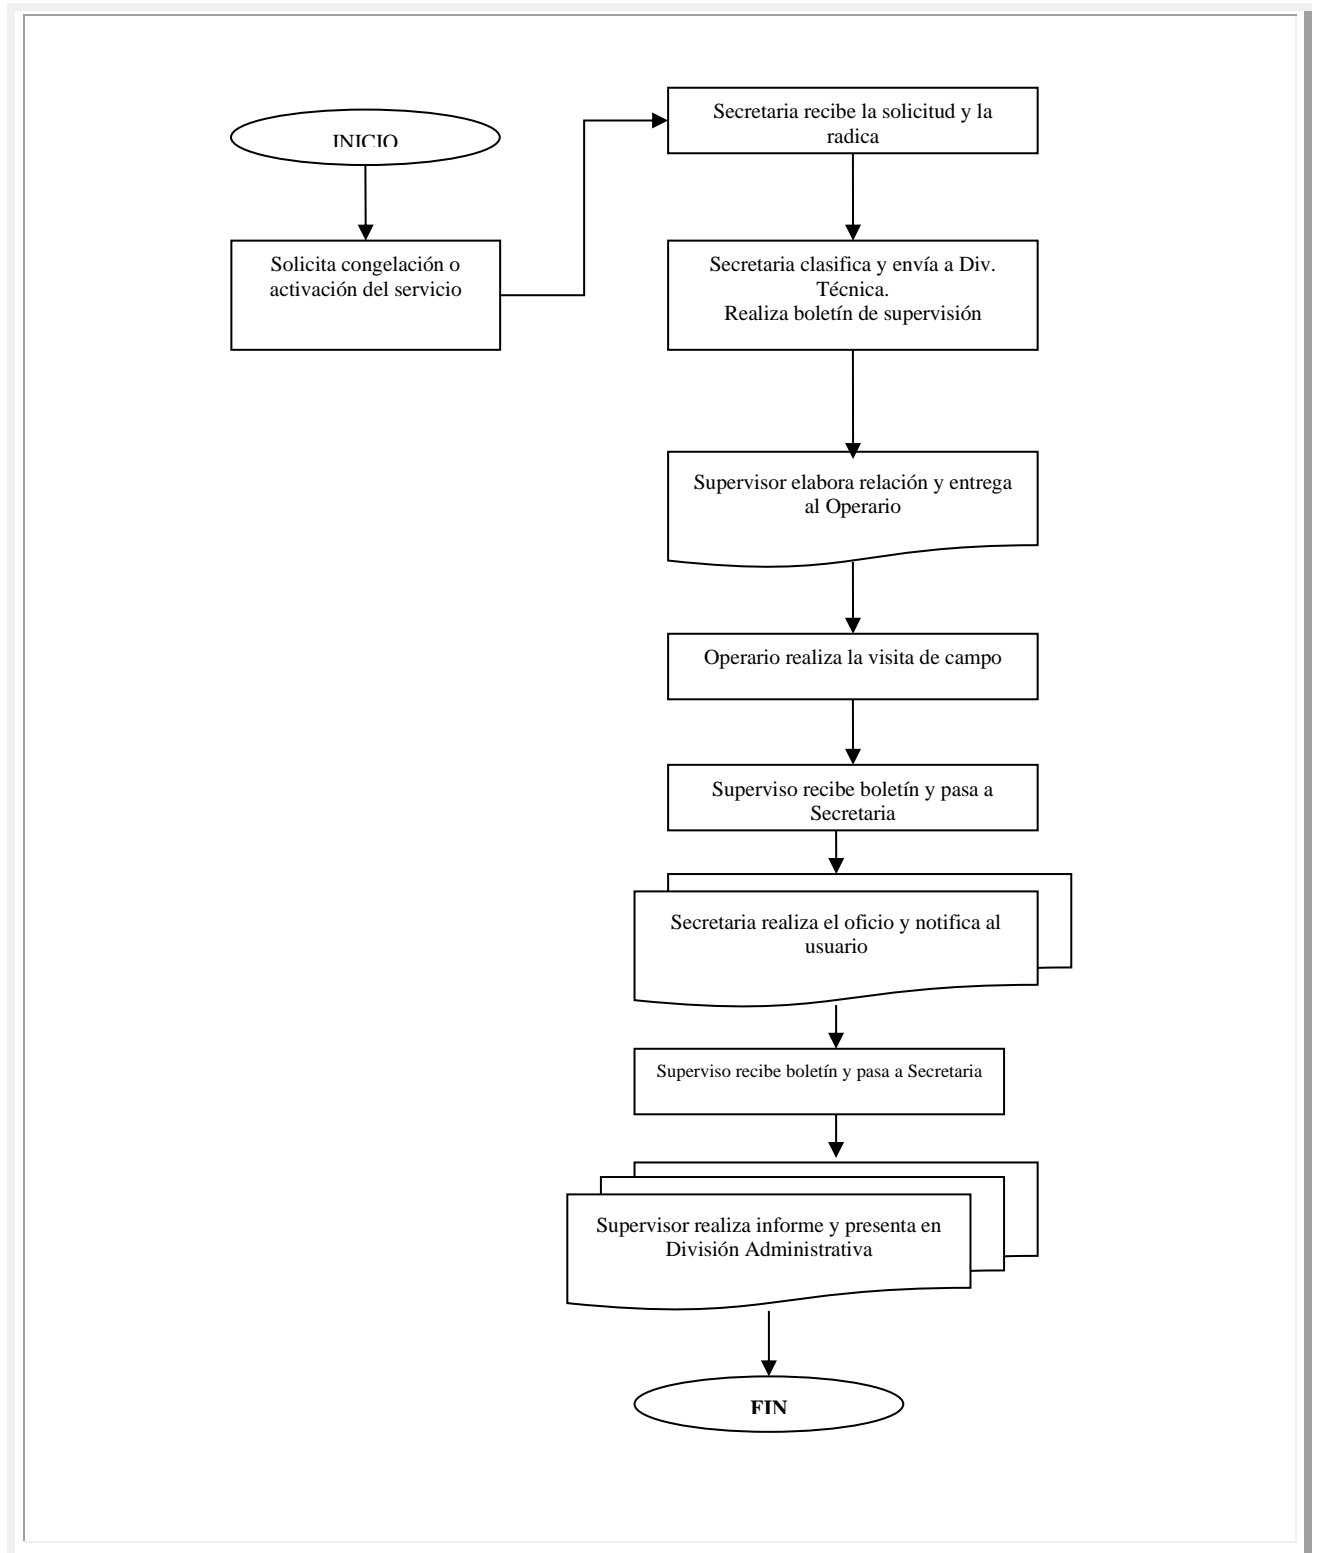 INICIO
Solicita congelación o
activación del servicio
Secretaria recibe la solicitud y la
radica
Secretaria clasifica y envía a Div.
Técnica.
Realiza boletín de supervisión
Supervisor elabora relación y entrega
al Operario
Operario realiza la visita de campo
Superviso recibe boletín y pasa a
Secretaria
Secretaria realiza el oficio y notifica al
usuario
Superviso recibe boletín y pasa a Secretaria
Supervisor realiza informe y presenta en
División Administrativa
FIN